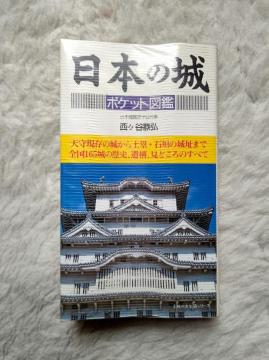 日本の城
ポケット図鑑
西ヶ谷恭弘
天守現存の城から土塁・石垣の城址まで
全国165城の歴史、遺構、見どころのすべて